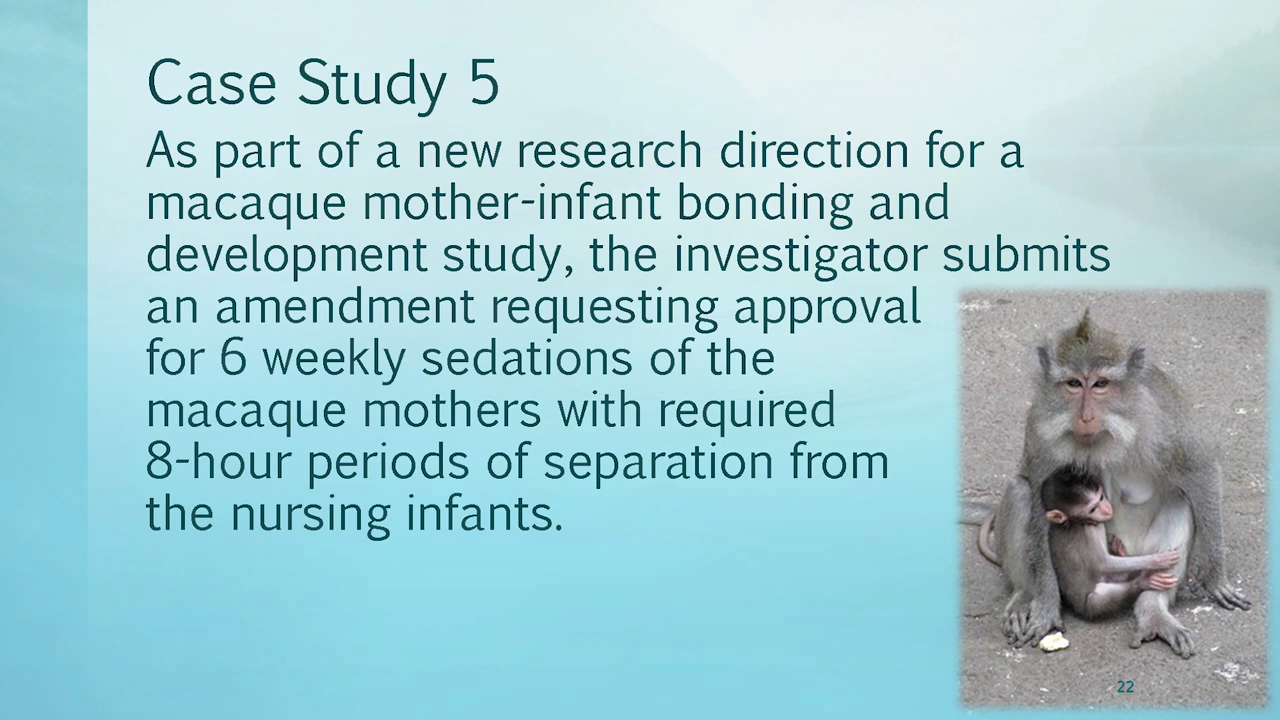 Case Study 5
As part of a new research direction for a
macaque mother-infant bonding and
development study, the investigator submits
an amendment requesting approval
for 6 weekly sedations of the
macaque mothers with required
8-hour periods of separation from
the nursing infants.
22